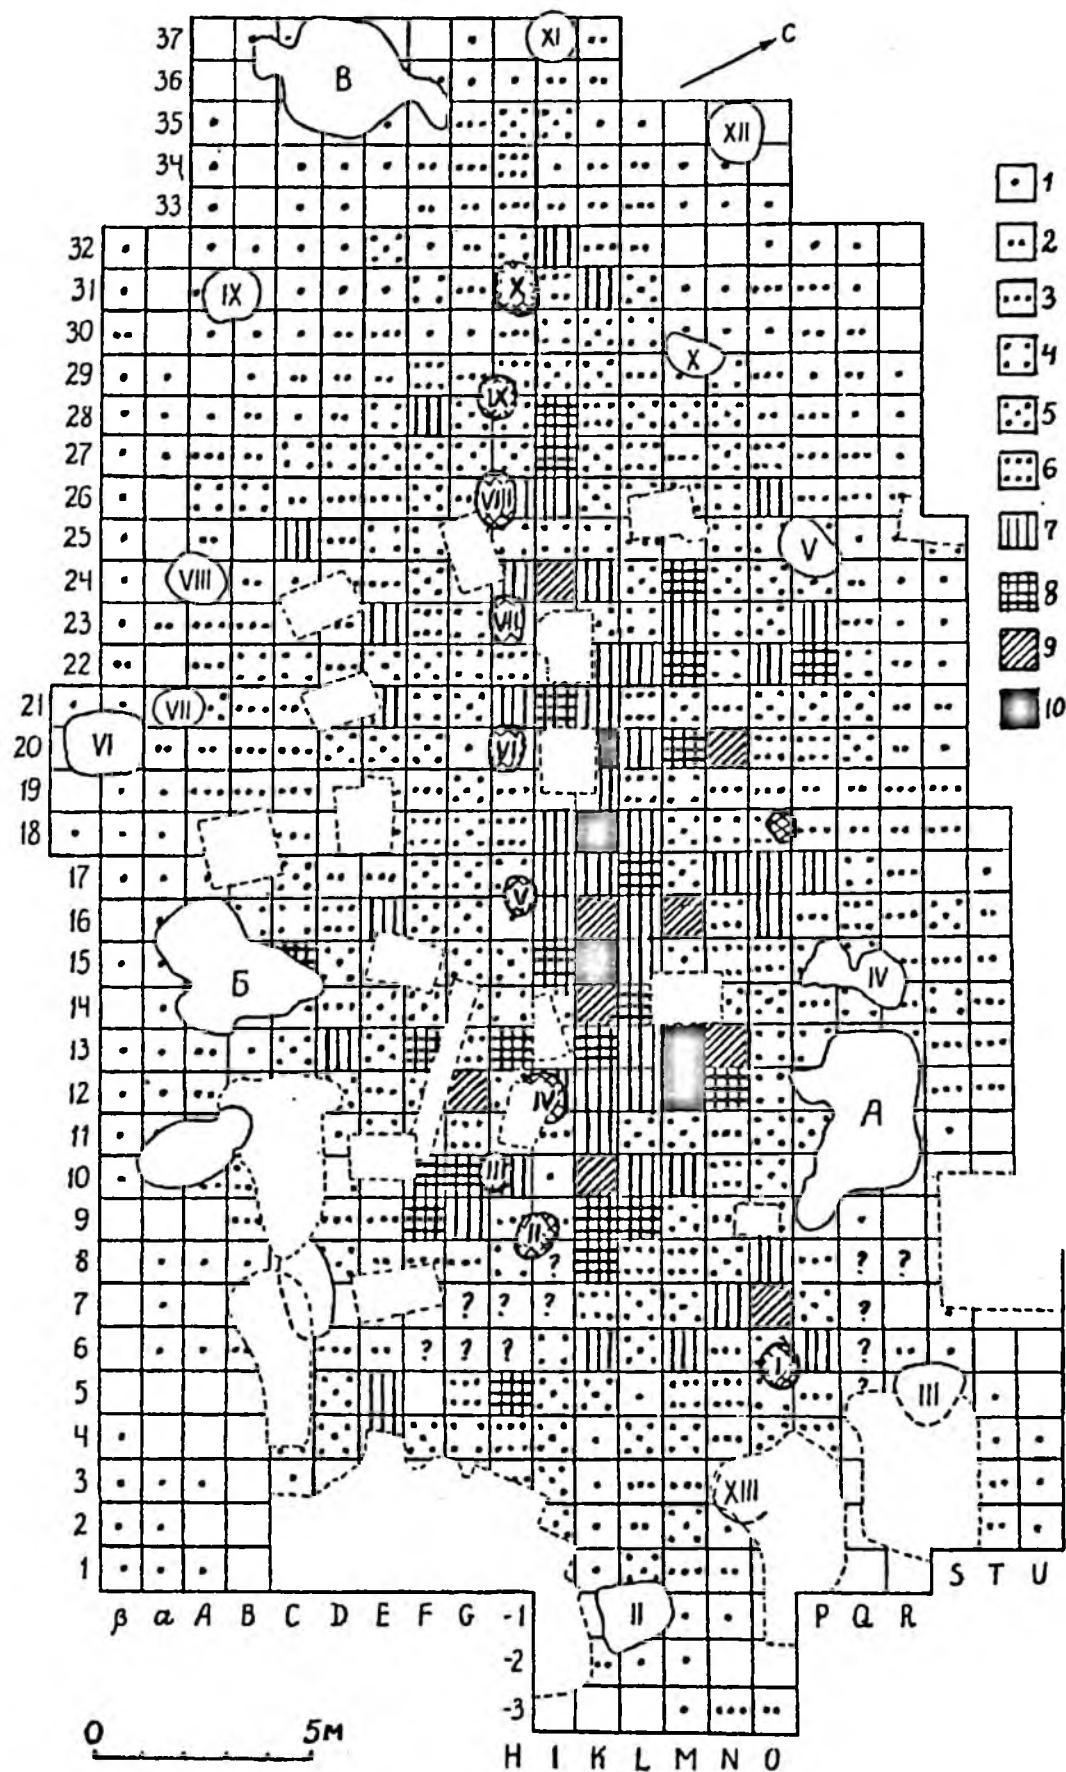 37 XI С
36 В
35 XII
34 1
33 2
32 3
31 IX X 4
30 X 5
29 IX 6
28 7
27 8
26 VIII 9
25 V 10
24 VIII
23 VII
22
21 VII
20 VI VI
19
18
17 V
16
15 Б IV
14
13
12 IV А
11
10 III
9 II
8 ? ? ?
7 ? ? ? ?
6 ? ? ? I ?
5 ? III
4
3 XIII
2
1 S T U
β α A B C D E F G -1 II P Q R
-2
-3
0 5м H I K L M N O